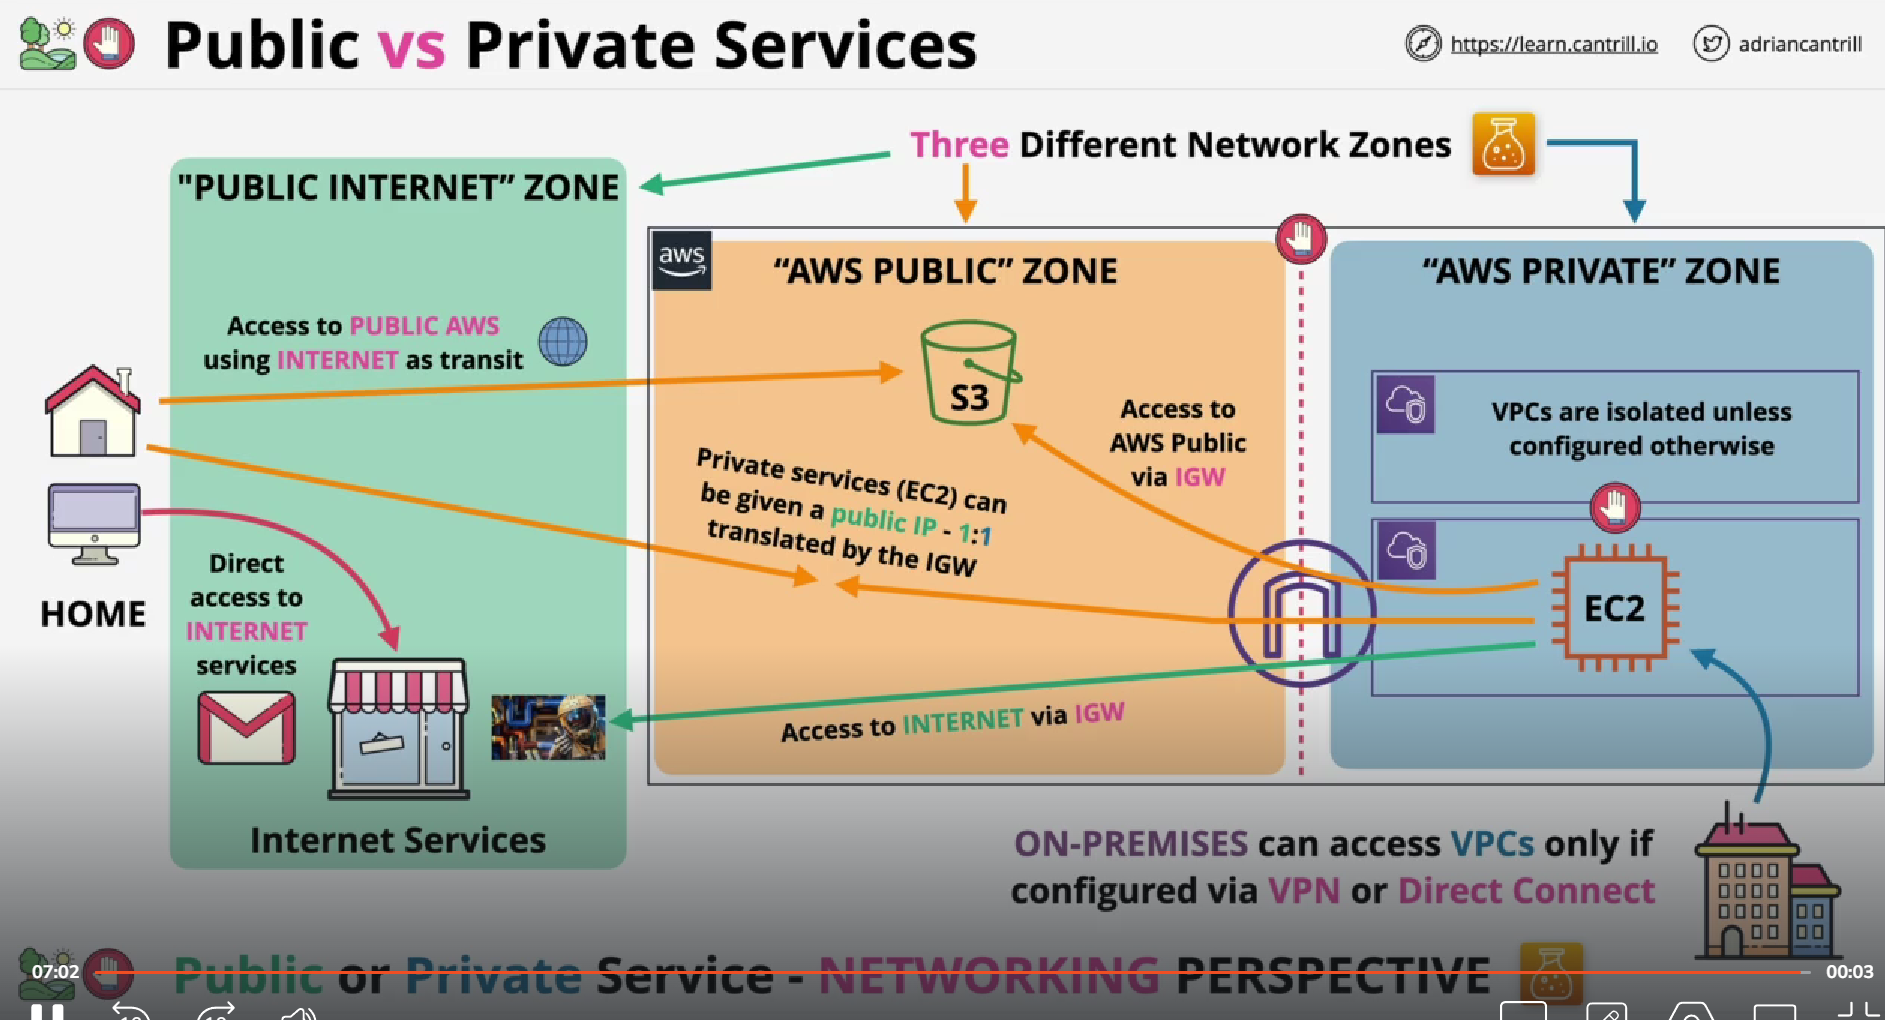 Public vs Private Services
https://learn.cantrill.io
adriancantrill
Three Different Network Zones
"PUBLIC INTERNET” ZONE
aws
“AWS PUBLIC” ZONE
“AWS PRIVATE” ZONE
Access to PUBLIC AWS
using INTERNET as transit
S3
Access to
AWS Public
via IGW
VPCs are isolated unless
configured otherwise
Private services (EC2) can
be given a public IP - 1:1
translated by the IGW
HOME
Direct
access to
INTERNET
services
EC2
Access to INTERNET via IGW
Internet Services
ON-PREMISES can access VPCs only if
configured via VPN or Direct Connect
07:02
Public or Private Service - NETWORKING PERSPECTIVE
00:03
10
10